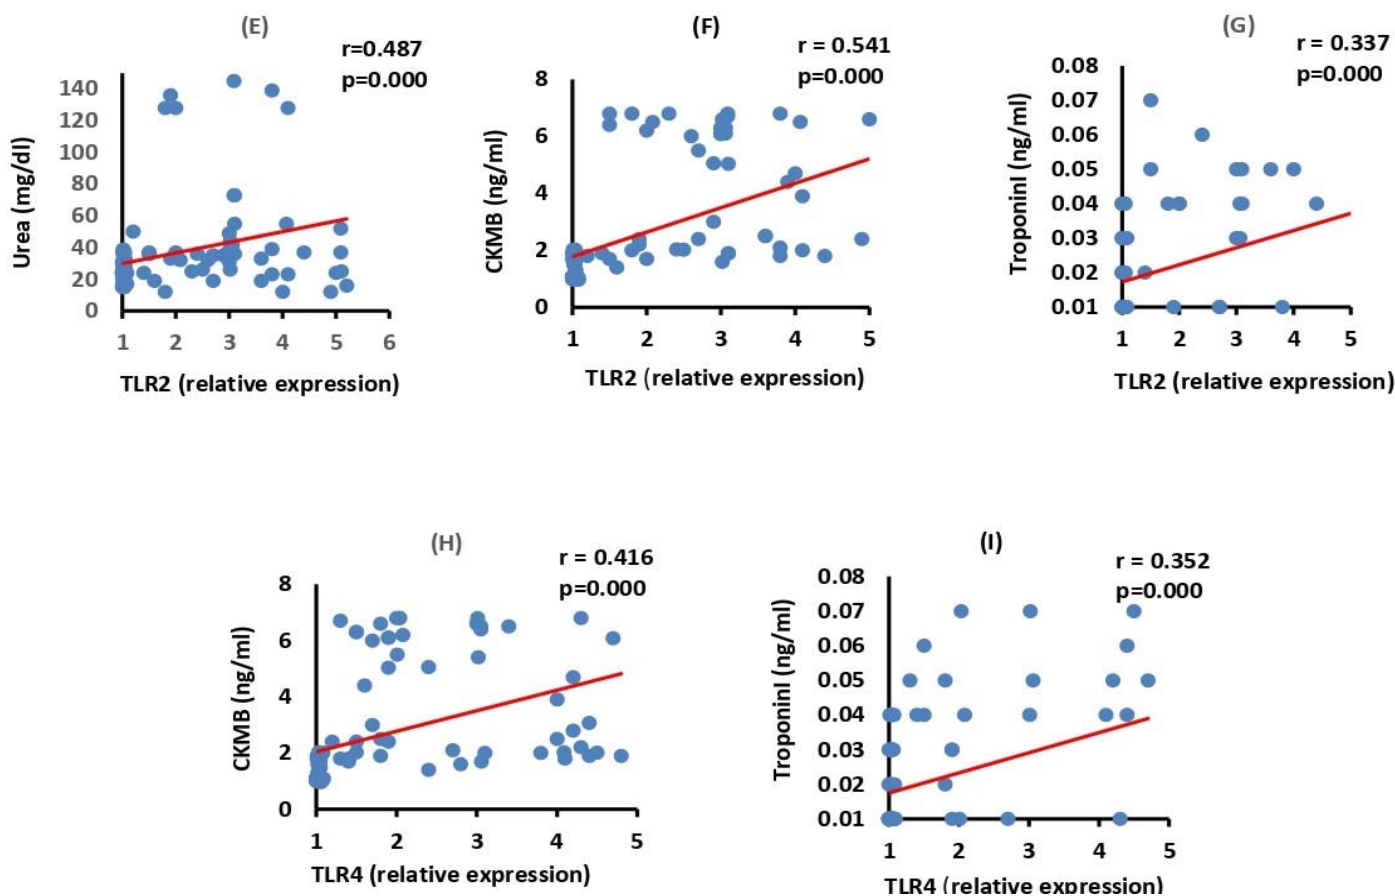 (E)
r=0.487
p=0.000
Urea (mg/dl)
140
120
100
80
60
40
20
0
1 2 3 4 5 6
TLR2 (relative expression)
(F)
r = 0.541
p=0.000
CKMB (ng/ml)
8
6
4
2
0
1 2 3 4 5
TLR2 (relative expression)
(G)
r = 0.337
p=0.000
TroponinI (ng/ml)
0.08
0.07
0.06
0.05
0.04
0.03
0.02
0.01
1 2 3 4 5
TLR2 (relative expression)
(H)
r = 0.416
p=0.000
CKMB (ng/ml)
8
6
4
2
0
1 2 3 4 5
TLR4 (relative expression)
(I)
r = 0.352
p=0.000
TroponinI (ng/ml)
0.08
0.07
0.06
0.05
0.04
0.03
0.02
0.01
1 2 3 4 5
TLR4 (relative expression)